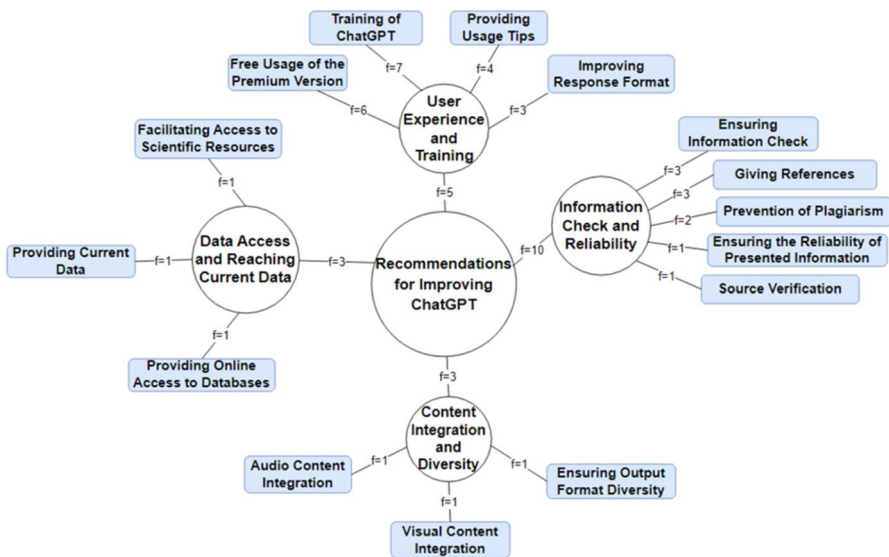 Training of
ChatGPT
Providing
Usage Tips
Free Usage of the
Premium Version
Improving
Response Format
f=7
f=4
f=6
f=3
User
Experience
and
Training
f=5
Facilitating Access to
Scientific Resources
f=1
Providing Current
Data
f=1
Data Access
and Reaching
Current Data
f=3
f=1
Providing Online
Access to Databases
Recommendations
for Improving
ChatGPT
f=10
Information
Check and
Reliability
Ensuring
Information Check
f=3
Giving References
f=3
Prevention of Plagiarism
f=2
Ensuring the Reliability of
Presented Information
f=1
Source Verification
f=1
f=3
Content
Integration
and
Diversity
Audio Content
Integration
f=1
f=1
Visual Content
Integration
f=1
Ensuring Output
Format Diversity